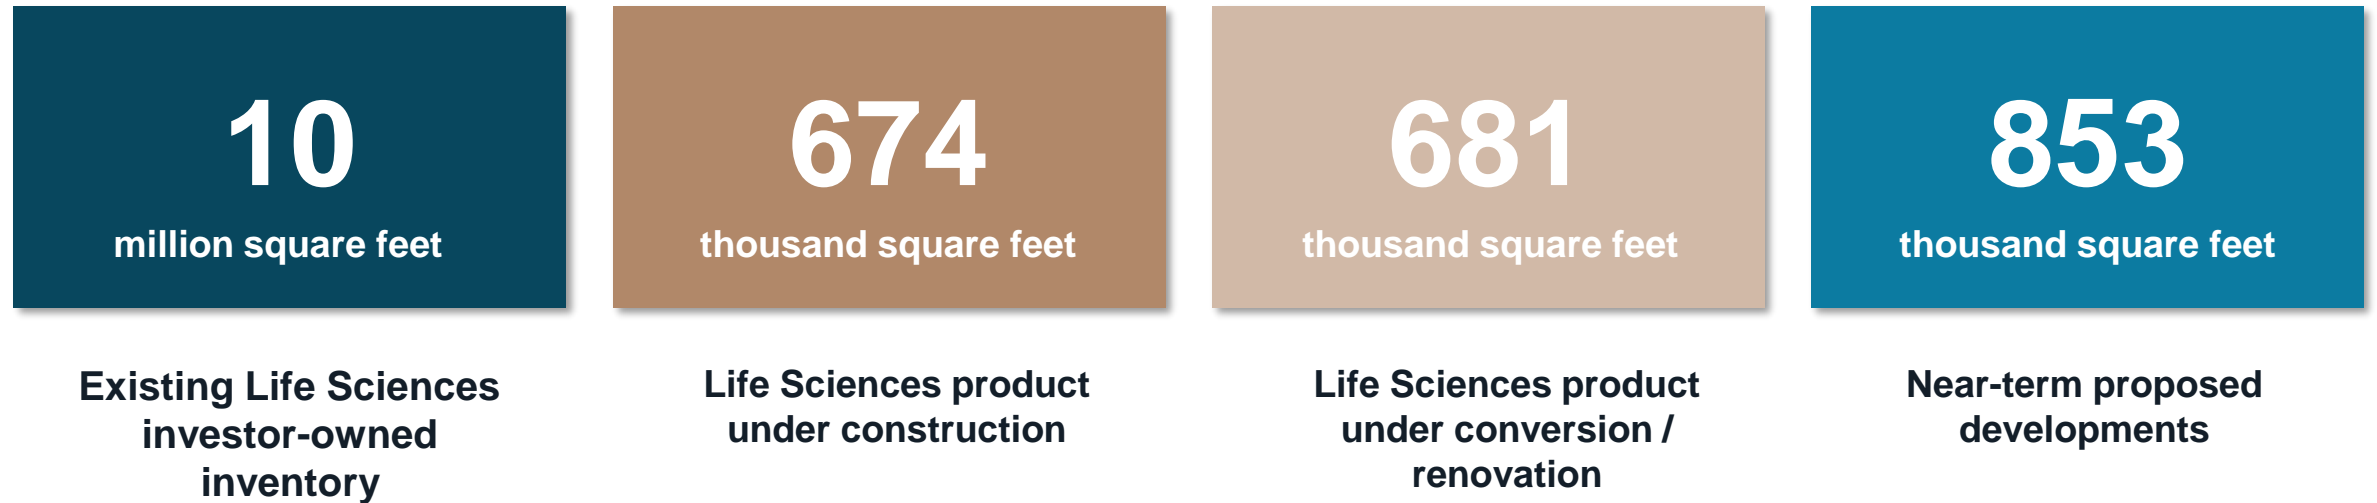 10
million square feet
Existing Life Sciences
investor-owned
inventory
674
thousand square feet
Life Sciences product
under construction
681
thousand square feet
Life Sciences product
under conversion /
renovation
853
thousand square feet
Near-term proposed
developments